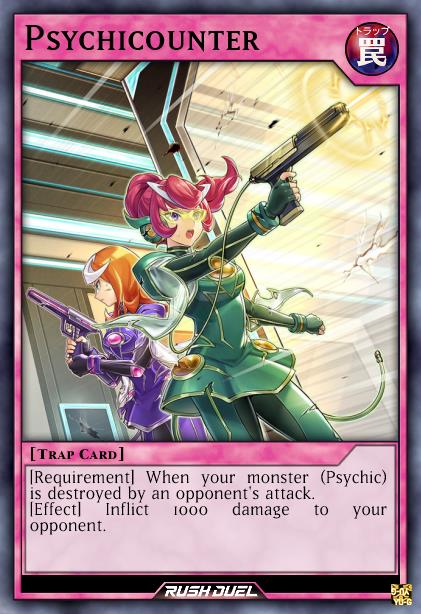 PSYCHICOUNTER
トラップ
罠
[TRAP CARD]
[Requirement] When your monster (Psychic)
is destroyed by an opponent's attack.
[Effect] Inflict 1000 damage to your
opponent.
RUSH DUEL